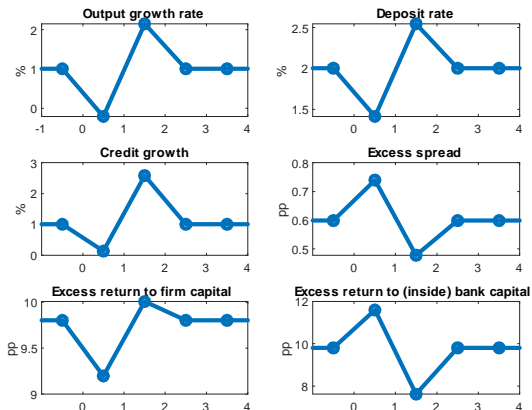 Output growth rate
%
2
1
0
-1 0 1 2 3 4
Deposit rate
%
2.5
2
1.5
0 1 2 3 4
Credit growth
%
3
2
1
0
0 1 2 3 4
Excess spread
pp
0.8
0.7
0.6
0.5
0 1 2 3 4
Excess return to firm capital
pp
10
9.5
9
0 1 2 3 4
Excess return to (inside) bank capital
pp
12
10
8
0 1 2 3 4